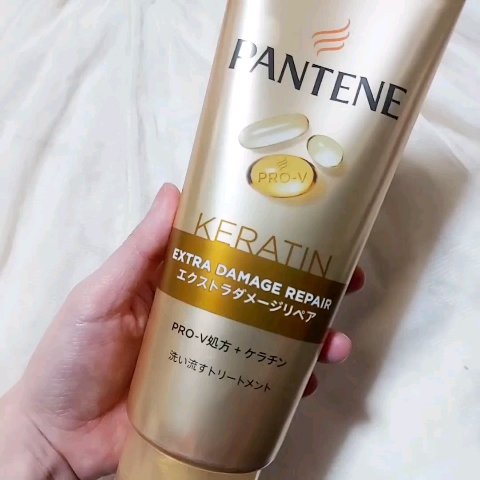 PANTENE
PRO-V
KERATIN
EXTRA DAMAGE REPAIR
エクストラダメージリペア
PRO-V処方 + ケラチン
洗い流すトリートメント